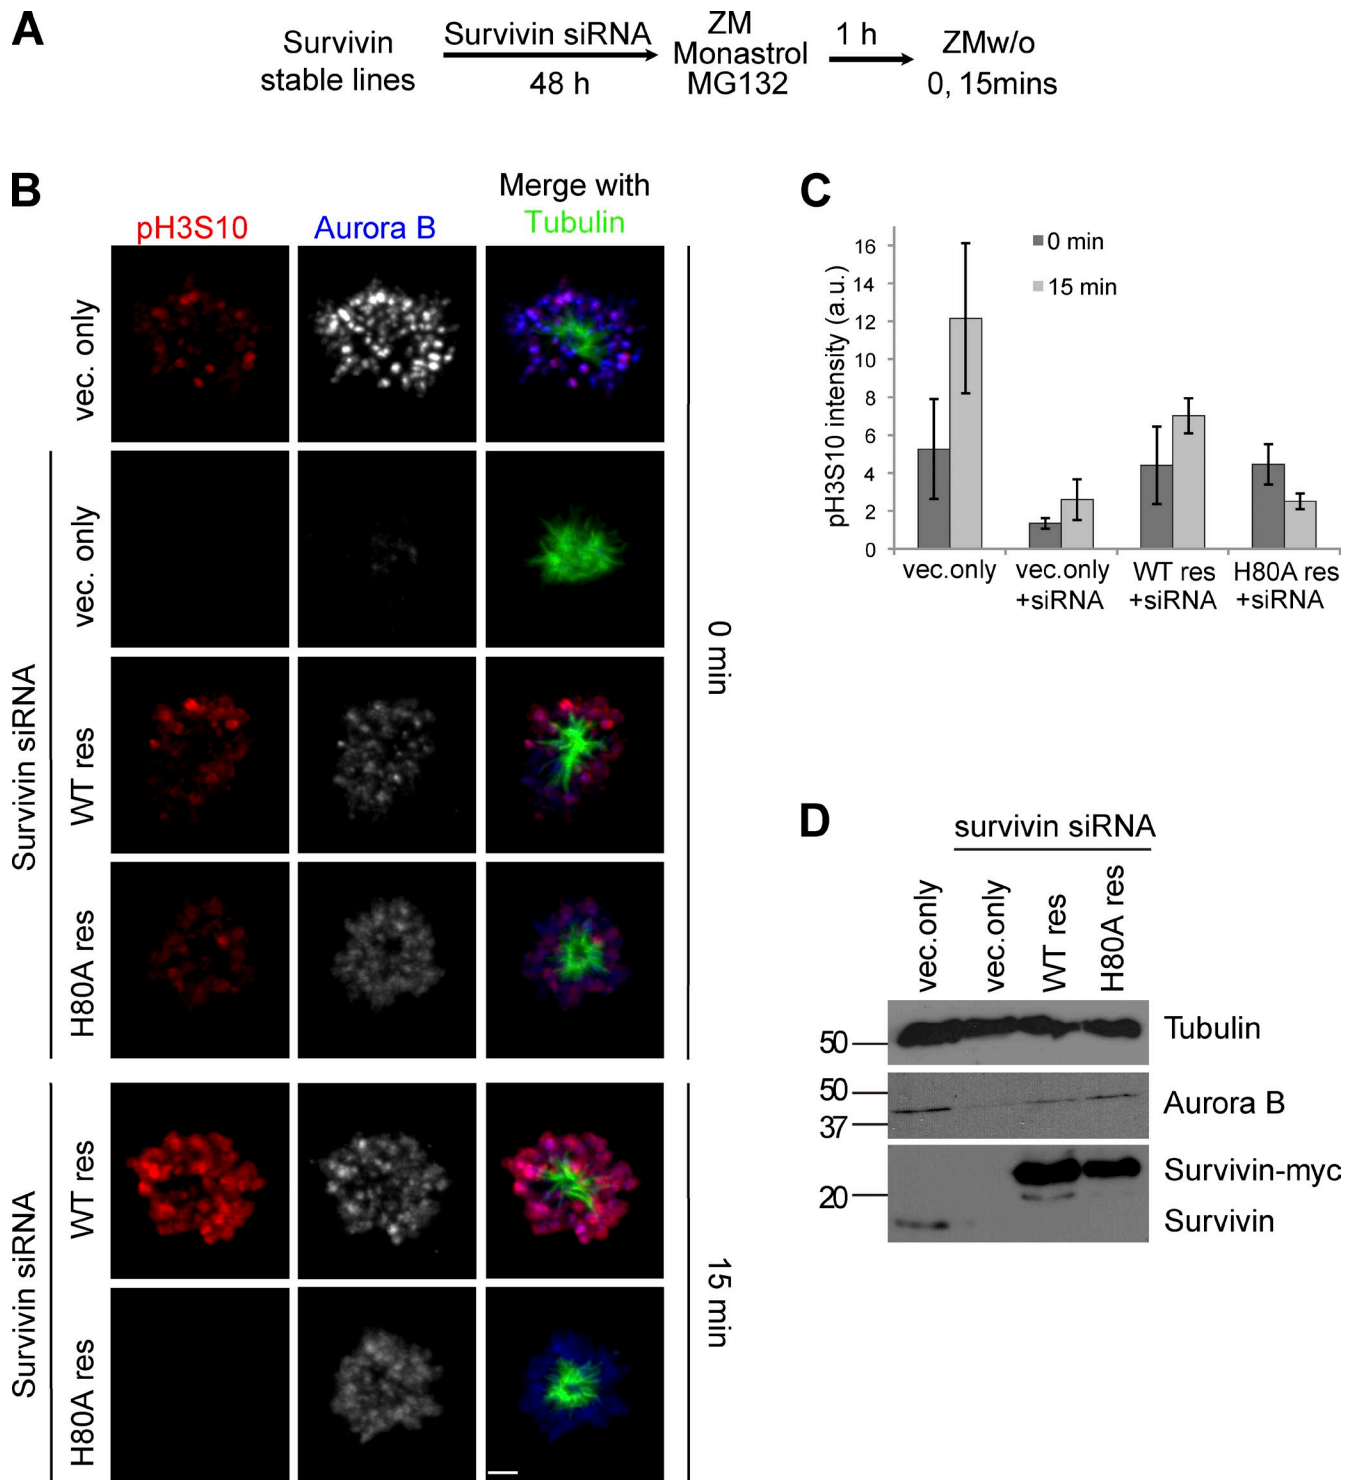 A
Survivin
stable lines
Survivin siRNA
48 h
ZM
Monastrol
MG132
1 h
ZMw/o
0, 15mins
B
pH3S10
Aurora B
Merge with
Tubulin
vec. only
Survivin siRNA
vec. only
WT res
H80A res
0 min
Survivin siRNA
WT res
H80A res
15 min
C
pH3S10 intensity (a.u.)
16
14
12
10
8
6
4
2
0
0 min
15 min
vec.only
vec.only
+siRNA
WT res
+siRNA
H80A res
+siRNA
D
survivin siRNA
vec.only
vec.only
WT res
H80A res
50
Tubulin
50
37
Aurora B
20
Survivin-myc
Survivin